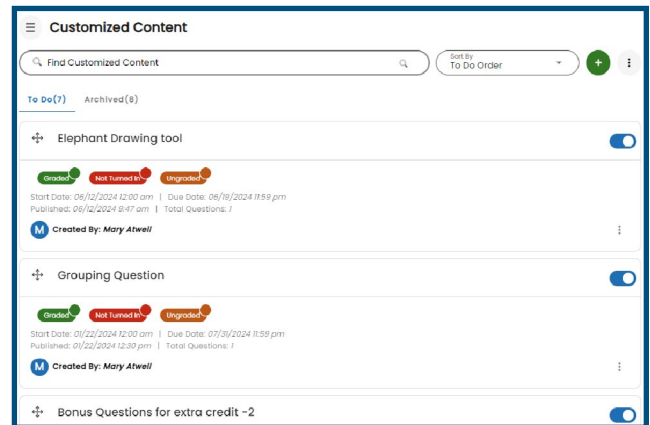 Customized Content
Find Customized Content
Sort By
To Do Order
To Do(7) Archived(8)
Elephant Drawing tool
Graded Not Turned In Ungraded
Start Date: 06/12/2024 12:00 am | Due Date: 06/19/2024 11:59 pm
Published: 06/12/2024 9:47 am | Total Questions: 1
M Created By: Mary Atwell
Grouping Question
Graded Not Turned In Ungraded
Start Date: 01/22/2024 12:00 am | Due Date: 07/31/2024 11:59 pm
Published: 01/22/2024 12:30 pm | Total Questions: 1
M Created By: Mary Atwell
Bonus Questions for extra credit -2